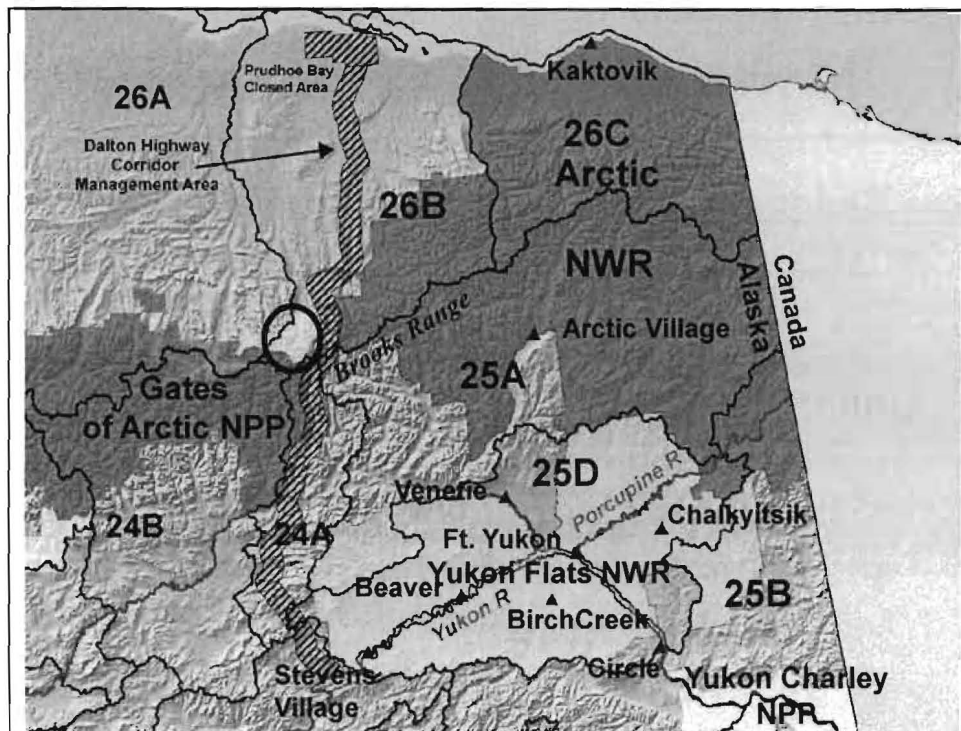 Kaktovik
Prudhoe Bay
Closed Area
26A
Dalton Highway
Corridor
Management Area
26C
Arctic
26B
NWR
Alaska
Canada
Brooks Range
Arctic Village
25A
Gates
of Arctic NPP
24B
24A
25D
Venetie
Porcupine R
Chalkyitsik
Ft. Yukon
Yukon Flats NWR
Beaver
Yukon R
BirchCreek
25B
Stevens
Village
Circle
Yukon Charley
NPR